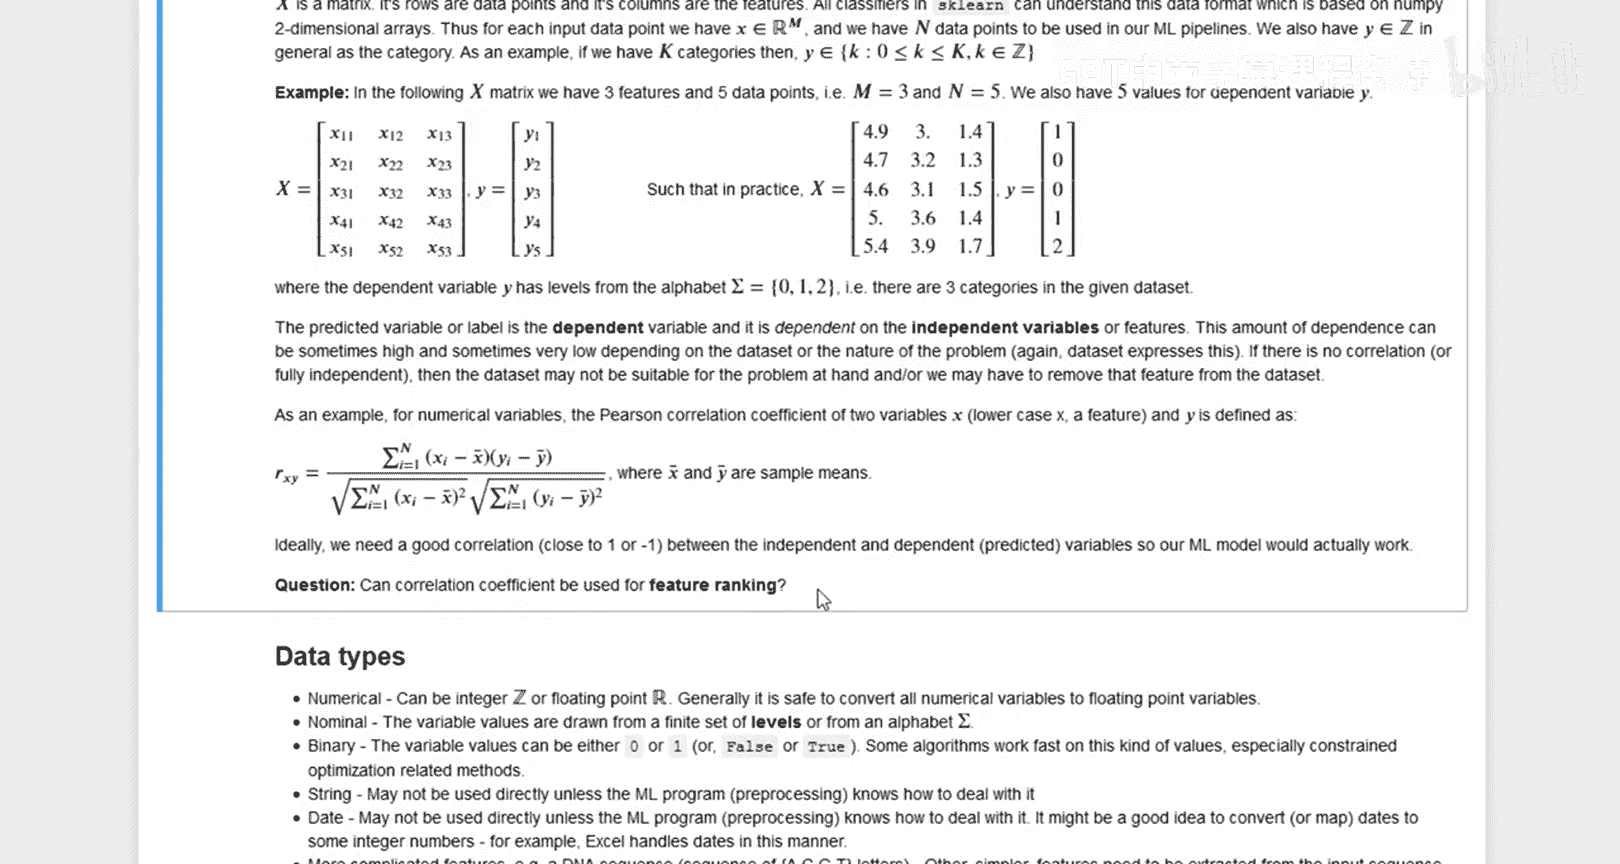 X is a matrix. It's rows are data points and it's columns are the features. All classifiers in sklearn can understand this data format which is based on numpy
2-dimensional arrays. Thus for each input data point we have x ∈ ℝᴹ, and we have N data points to be used in our ML pipelines. We also have y ∈ ℤ in
general as the category. As an example, if we have K categories then, y ∈ {k : 0 ≤ k ≤ K, k ∈ ℤ}
Example: In the following X matrix we have 3 features and 5 data points, i.e. M = 3 and N = 5. We also have 5 values for dependent variable y.
x11 x12 x13 y1 4.9 3. 1.4 1
x21 x22 x23 y2 4.7 3.2 1.3 0
X = x31 x32 x33 , y = y3 Such that in practice, X = 4.6 3.1 1.5 , y = 0
x41 x42 x43 y4 5. 3.6 1.4 1
x51 x52 x53 y5 5.4 3.9 1.7 2
where the dependent variable y has levels from the alphabet Σ = {0, 1, 2}, i.e. there are 3 categories in the given dataset.
The predicted variable or label is the dependent variable and it is dependent on the independent variables or features. This amount of dependence can
be sometimes high and sometimes very low depending on the dataset or the nature of the problem (again, dataset expresses this). If there is no correlation (or
fully independent), then the dataset may not be suitable for the problem at hand and/or we may have to remove that feature from the dataset.
As an example, for numerical variables, the Pearson correlation coefficient of two variables x (lower case x, a feature) and y is defined as:
r_xy = ∑_{i=1}^N (x_i − x̄)(y_i − ȳ) / √∑_{i=1}^N (x_i − x̄)² √∑_{i=1}^N (y_i − ȳ)² , where x̄ and ȳ are sample means.
Ideally, we need a good correlation (close to 1 or -1) between the independent and dependent (predicted) variables so our ML model would actually work.
Question: Can correlation coefficient be used for feature ranking?
Data types
• Numerical - Can be integer ℤ or floating point ℝ. Generally it is safe to convert all numerical variables to floating point variables.
• Nominal - The variable values are drawn from a finite set of levels or from an alphabet Σ.
• Binary - The variable values can be either 0 or 1 (or, False or True ). Some algorithms work fast on this kind of values, especially constrained
optimization related methods.
• String - May not be used directly unless the ML program (preprocessing) knows how to deal with it
• Date - May not be used directly unless the ML program (preprocessing) knows how to deal with it. It might be a good idea to convert (or map) dates to
some integer numbers - for example, Excel handles dates in this manner.
• More complicated features, e.g. a DNA sequence (sequence of {A,C,G,T} letters) - Other, simpler, features need to be extracted from the input sequence